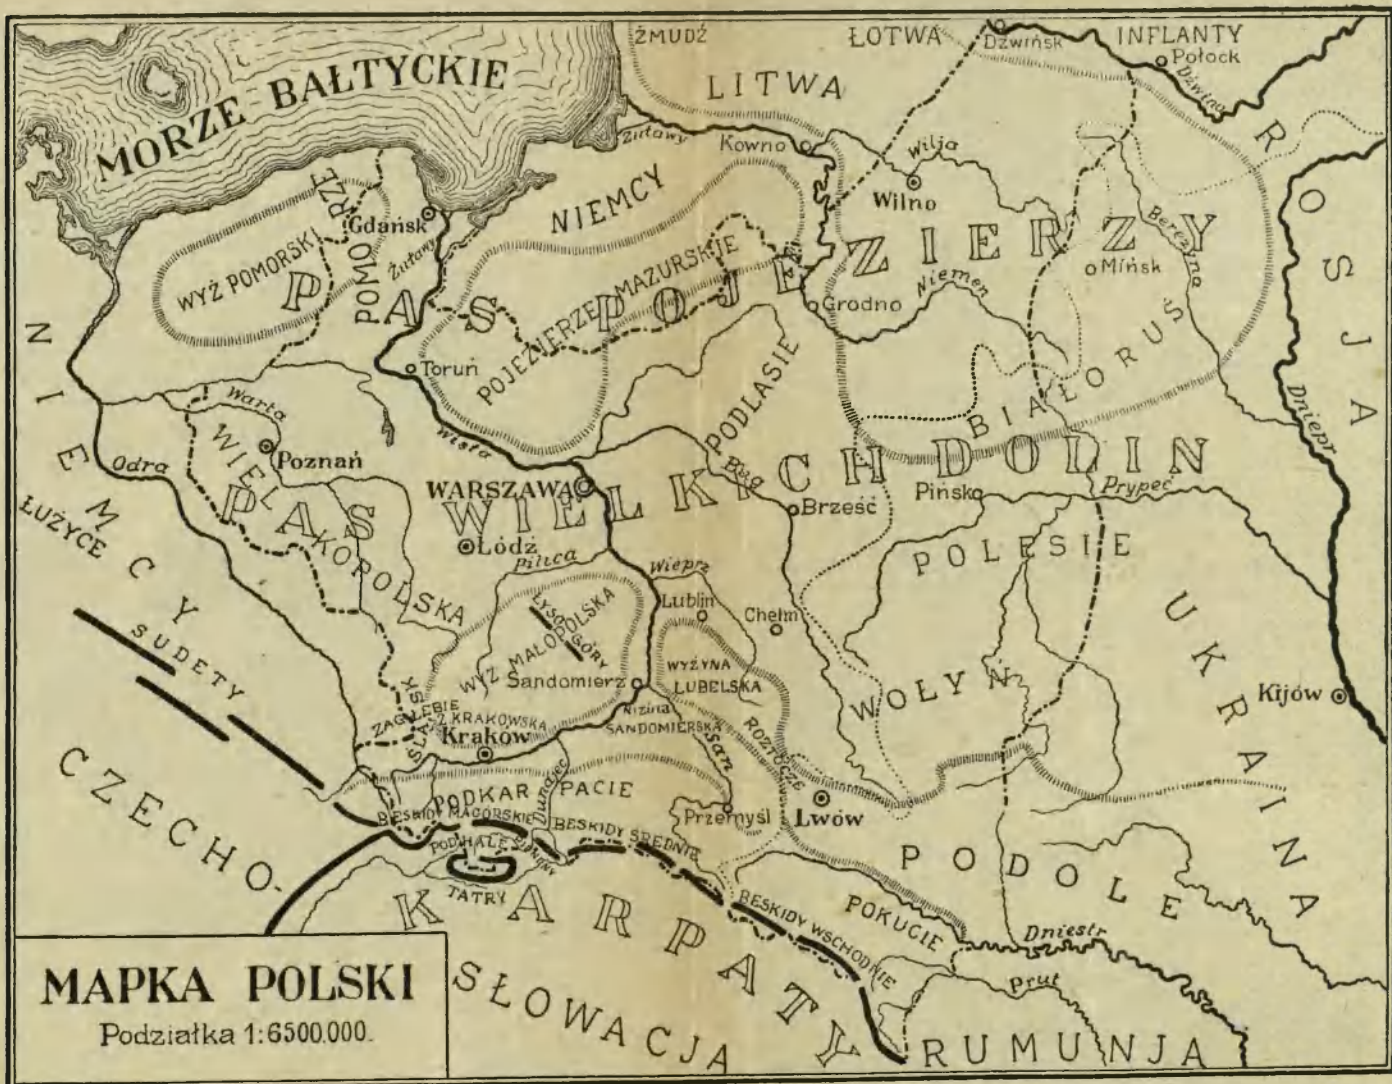 ŻMUDŹ
ŁOTWA
Dźwińsk
INFLANTY
Połock
Dźwina
MORZE BAŁTYCKIE
LITWA
Żuławy
Kowno
Wilja
Wilno
ROSJA
NIEMCY
POMORZE
Gdańsk
Żuławy
WYŻ POMORSKI
POJEZIERZE MAZURSKIE
PAS POJEZIERZY
Berezyna
Mińsk
Niemen
Grodno
NIEMCY
Toruń
PODLASIE
BIAŁORUŚ
Dniepr
Warta
Wisła
Odra
Poznań
WIELKOPOLSKA
WARSZAWA
Bug
Brześć
Pińsk
Prypeć
PAS WIELKICH DOLIN
ŁUŻYCE
Łódź
Pilica
Wieprz
POLESIE
Lublin
Chełm
UKRAINA
SUDETY
ŁYSOGÓRY
WYŻ MAŁOPOLSKA
Sandomierz
WYŻYNA
LUBELSKA
WOŁYŃ
Kijów
ZAGŁĘBIE
ŚLĄSK
Z. KRAKOWSKA
Kraków
Nizina
SANDOMIERSKA
San
ROZTOCZE
CZECHO-
SŁOWACJA
PODKARPACIE
Dunajec
Przemyśl
Lwów
BESKIDY MAGÓRSKIE
BESKIDY ŚREDNIE
PODHALE
PIENINY
TATRY
PODOLE
KARPATY
BESKIDY WSCHODNIE
POKUCIE
Dniestr
Prut
RUMUNJA
MAPKA POLSKI
Podziałka 1:6500.000.